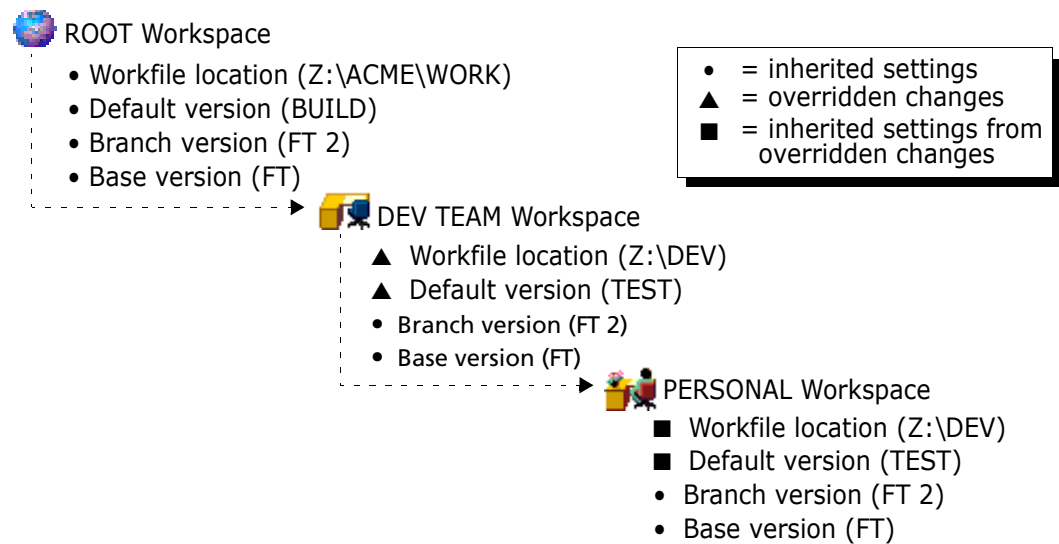 ROOT Workspace
• Workfile location (Z:\ACME\WORK)
• Default version (BUILD)
• Branch version (FT 2)
• Base version (FT)
• = inherited settings
▲ = overridden changes
■ = inherited settings from
overridden changes
DEV TEAM Workspace
▲ Workfile location (Z:\DEV)
▲ Default version (TEST)
• Branch version (FT 2)
• Base version (FT)
PERSONAL Workspace
■ Workfile location (Z:\DEV)
■ Default version (TEST)
• Branch version (FT 2)
• Base version (FT)